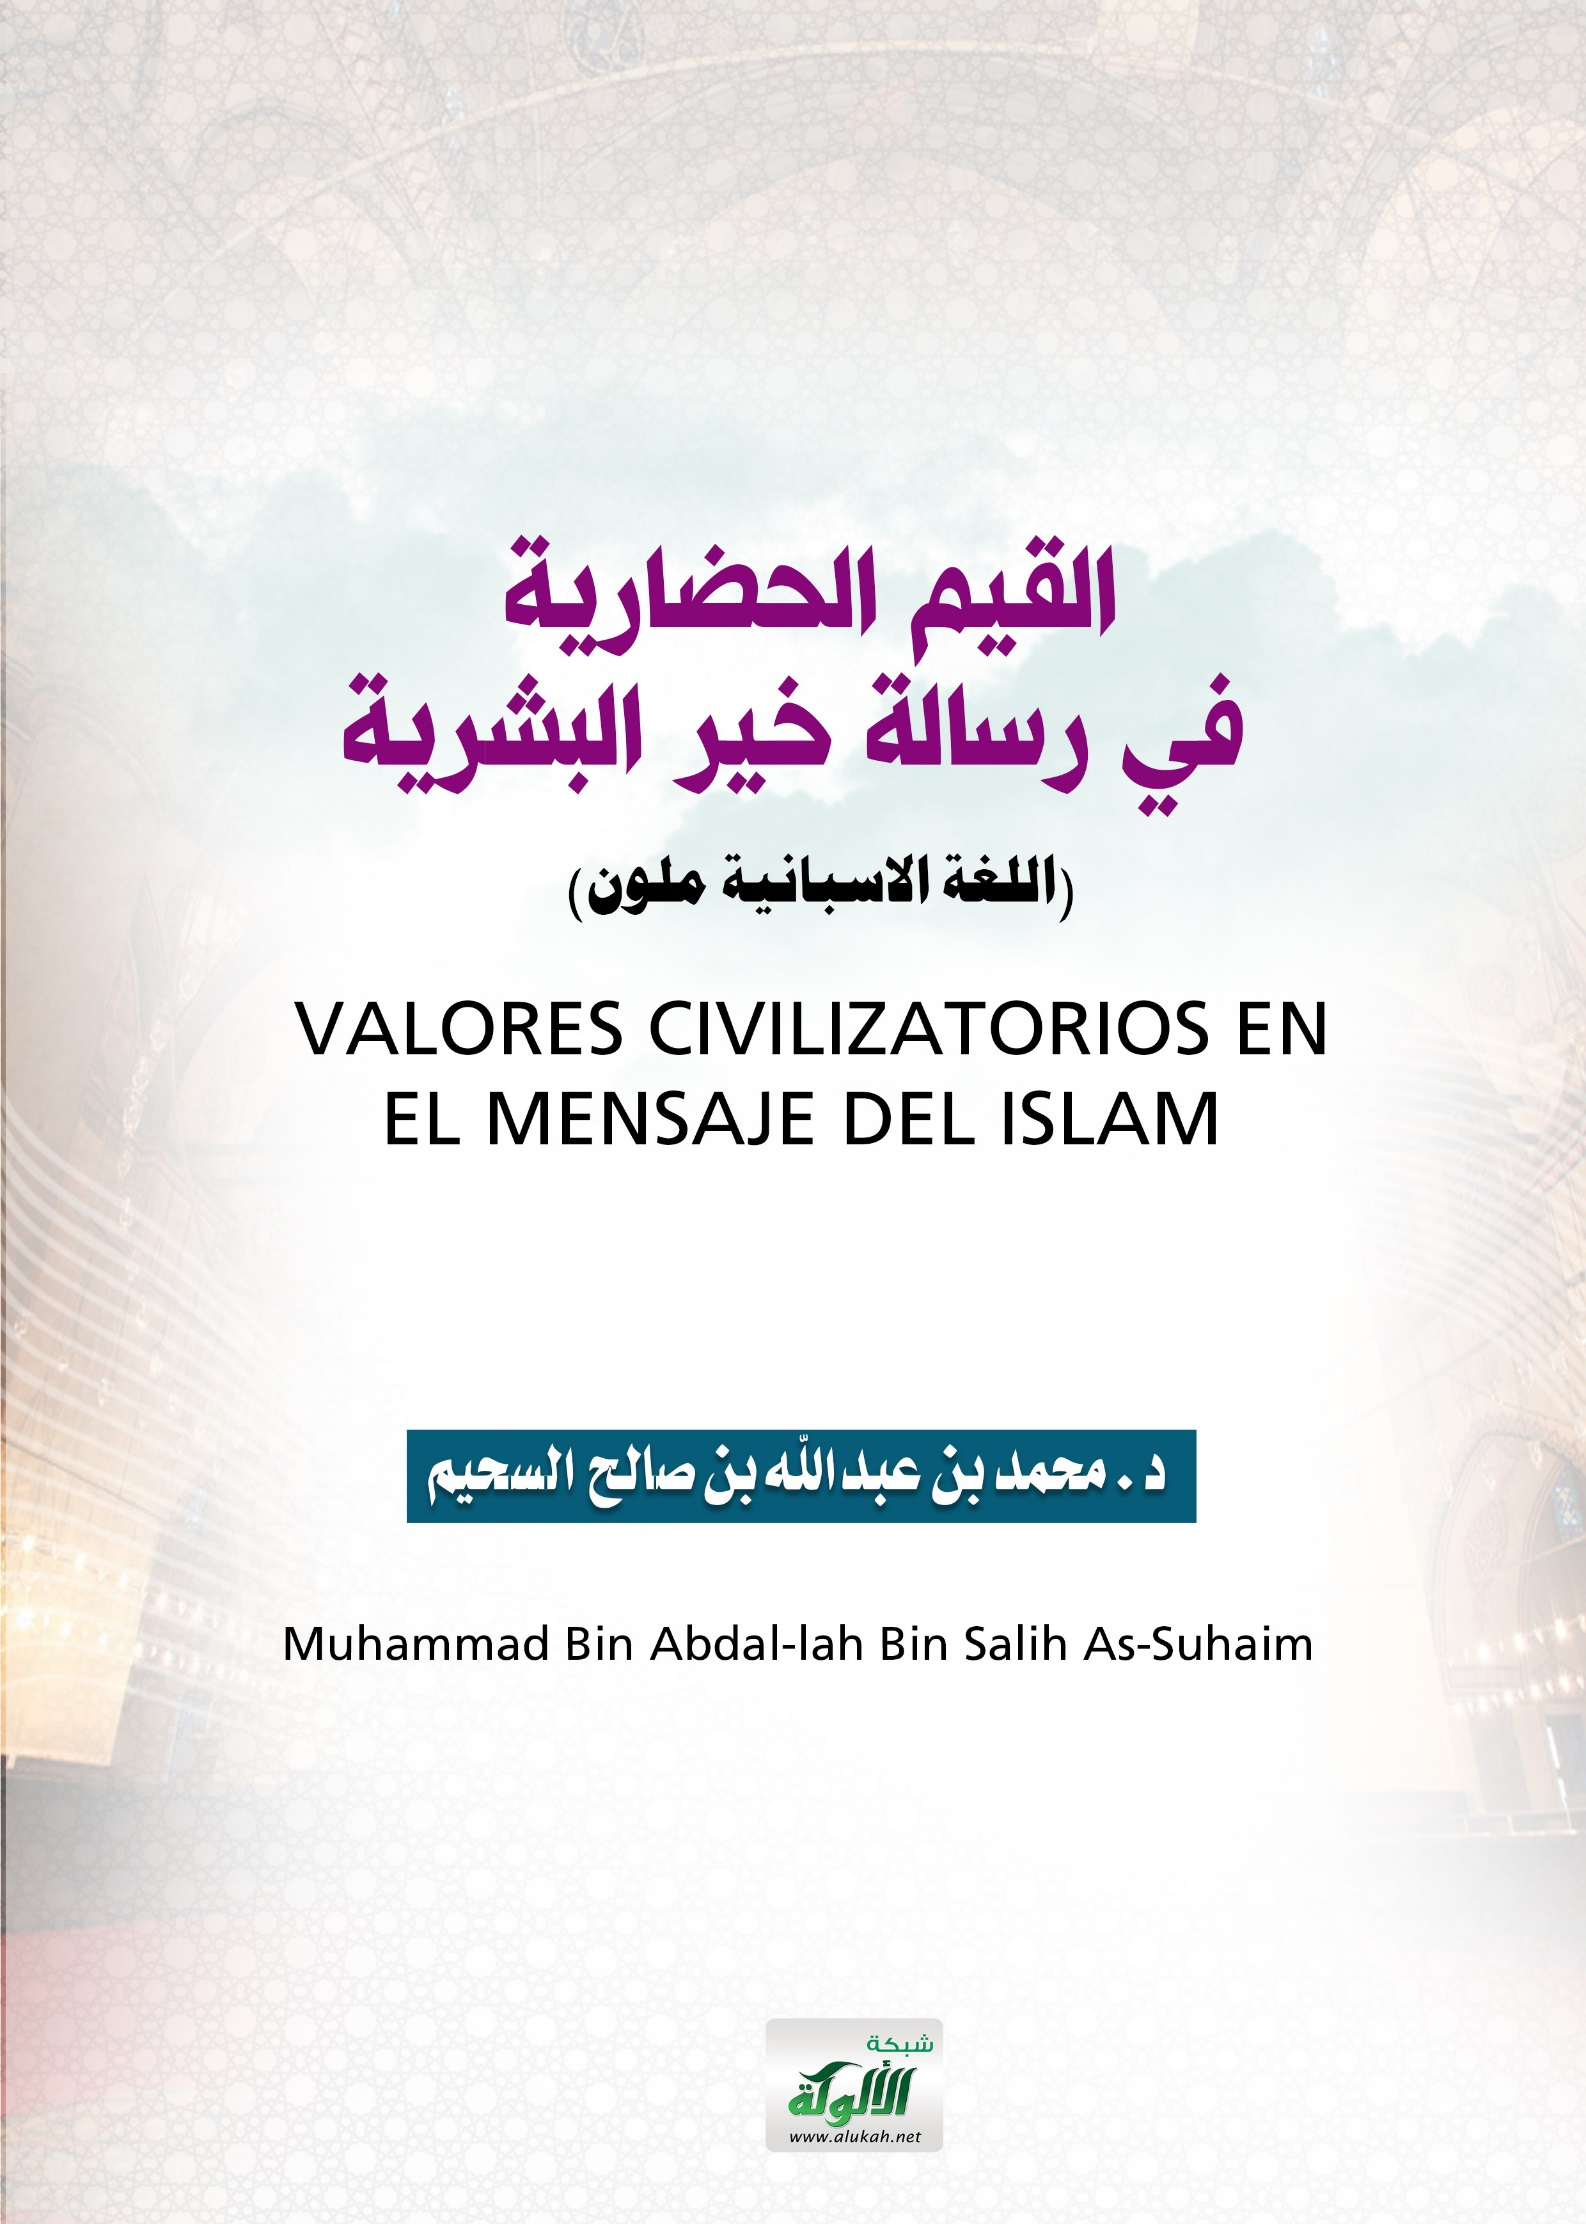 القيم الحضارية
في رسالة خير البشرية
(اللغة الاسبانية ملون)
VALORES CIVILIZATORIOS EN
EL MENSAJE DEL ISLAM
د. محمد بن عبدالله بن صالح السحيم
Muhammad Bin Abdal-lah Bin Salih As-Suhaim
شبكة
الألوكة
www.alukah.net